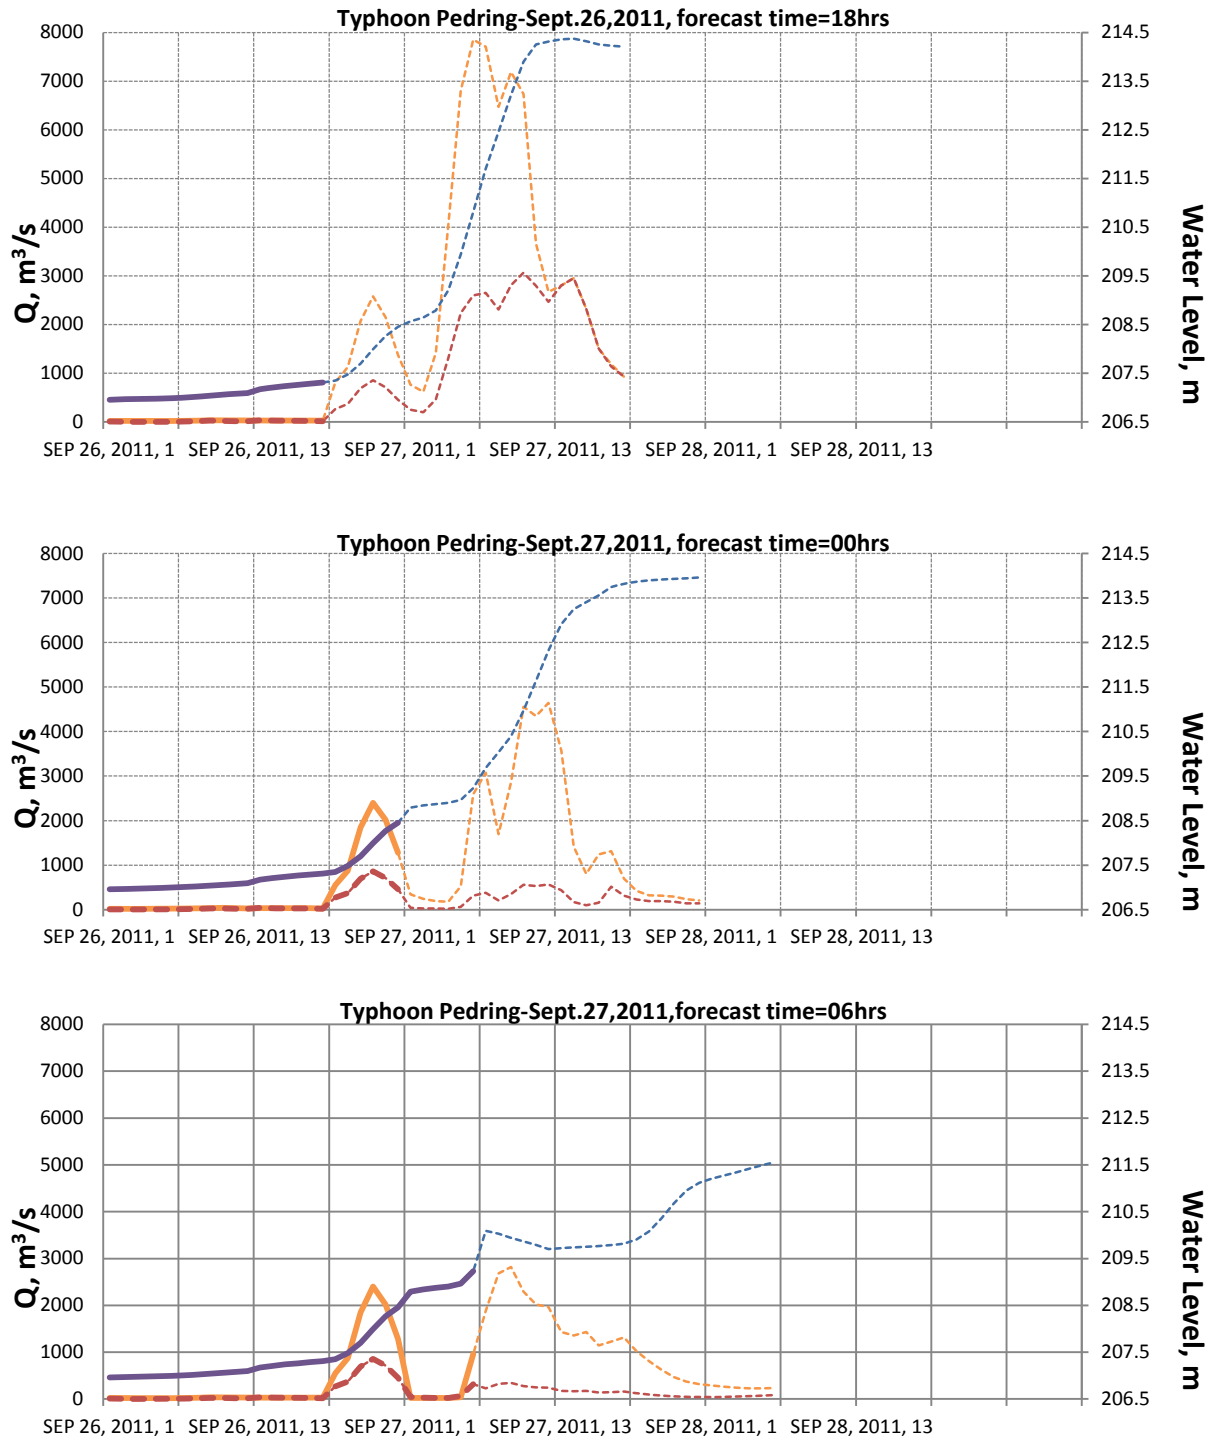 Typhoon Pedring-Sept.26,2011, forecast time=18hrs
8000 214.5
7000 213.5
6000 212.5
5000 211.5
4000 210.5
3000 209.5
2000 208.5
1000 207.5
0 206.5
Q, m³/s
Water Level, m
SEP 26, 2011, 1 SEP 26, 2011, 13 SEP 27, 2011, 1 SEP 27, 2011, 13 SEP 28, 2011, 1 SEP 28, 2011, 13
Typhoon Pedring-Sept.27,2011, forecast time=00hrs
8000 214.5
7000 213.5
6000 212.5
5000 211.5
4000 210.5
3000 209.5
2000 208.5
1000 207.5
0 206.5
Q, m³/s
Water Level, m
SEP 26, 2011, 1 SEP 26, 2011, 13 SEP 27, 2011, 1 SEP 27, 2011, 13 SEP 28, 2011, 1 SEP 28, 2011, 13
Typhoon Pedring-Sept.27,2011,forecast time=06hrs
8000 214.5
7000 213.5
6000 212.5
5000 211.5
4000 210.5
3000 209.5
2000 208.5
1000 207.5
0 206.5
Q, m³/s
Water Level, m
SEP 26, 2011, 1 SEP 26, 2011, 13 SEP 27, 2011, 1 SEP 27, 2011, 13 SEP 28, 2011, 1 SEP 28, 2011, 13